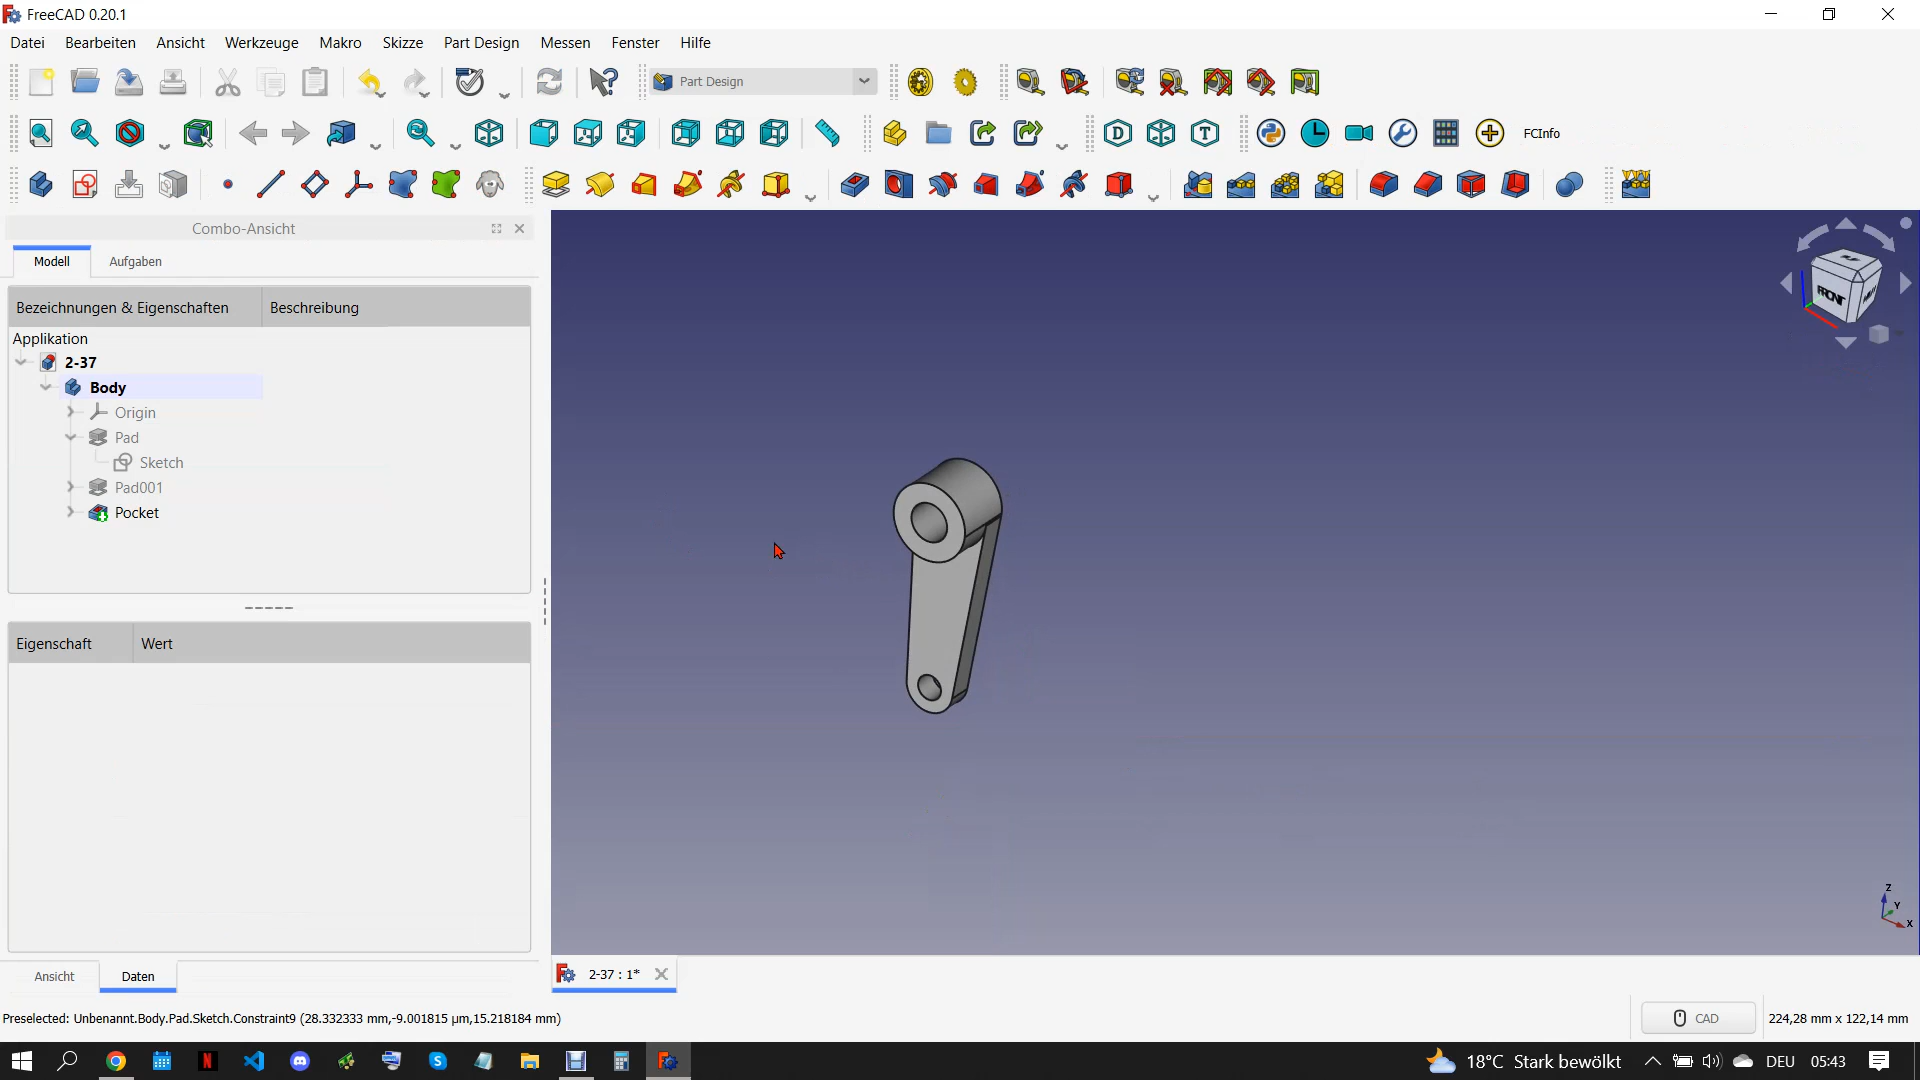 FreeCAD 0.20.1
Datei Bearbeiten Ansicht Werkzeuge Makro Skizze Part Design Messen Fenster Hilfe
Part Design
D T FCInfo
Combo-Ansicht
Modell Aufgaben
Bezeichnungen & Eigenschaften Beschreibung
Applikation
2-37
Body
Origin
Pad
Sketch
Pad001
Pocket
FRONT
Eigenschaft Wert
Z
Y
X
Ansicht Daten
2-37 : 1*
Preselected: Unbenannt.Body.Pad.Sketch.Constraint9 (28.332333 mm,-9.001815 µm,15.218184 mm)
CAD 224,28 mm x 122,14 mm
18°C Stark bewölkt DEU 05:43